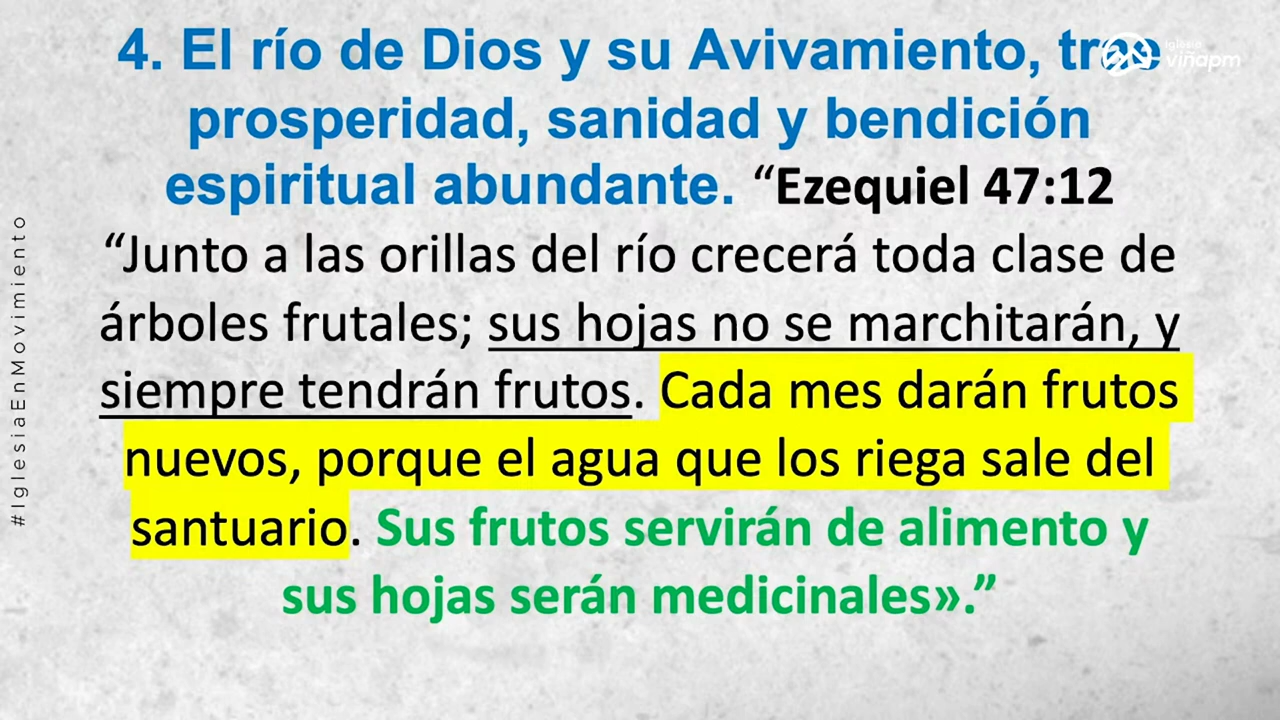 4. El río de Dios y su Avivamiento, trae
prosperidad, sanidad y bendición
espiritual abundante. “Ezequiel 47:12
“Junto a las orillas del río crecerá toda clase de
árboles frutales; sus hojas no se marchitarán, y
siempre tendrán frutos. Cada mes darán frutos
nuevos, porque el agua que los riega sale del
santuario. Sus frutos servirán de alimento y
sus hojas serán medicinales».”
Iglesia
viñapm
#IglesiaEnMovimiento